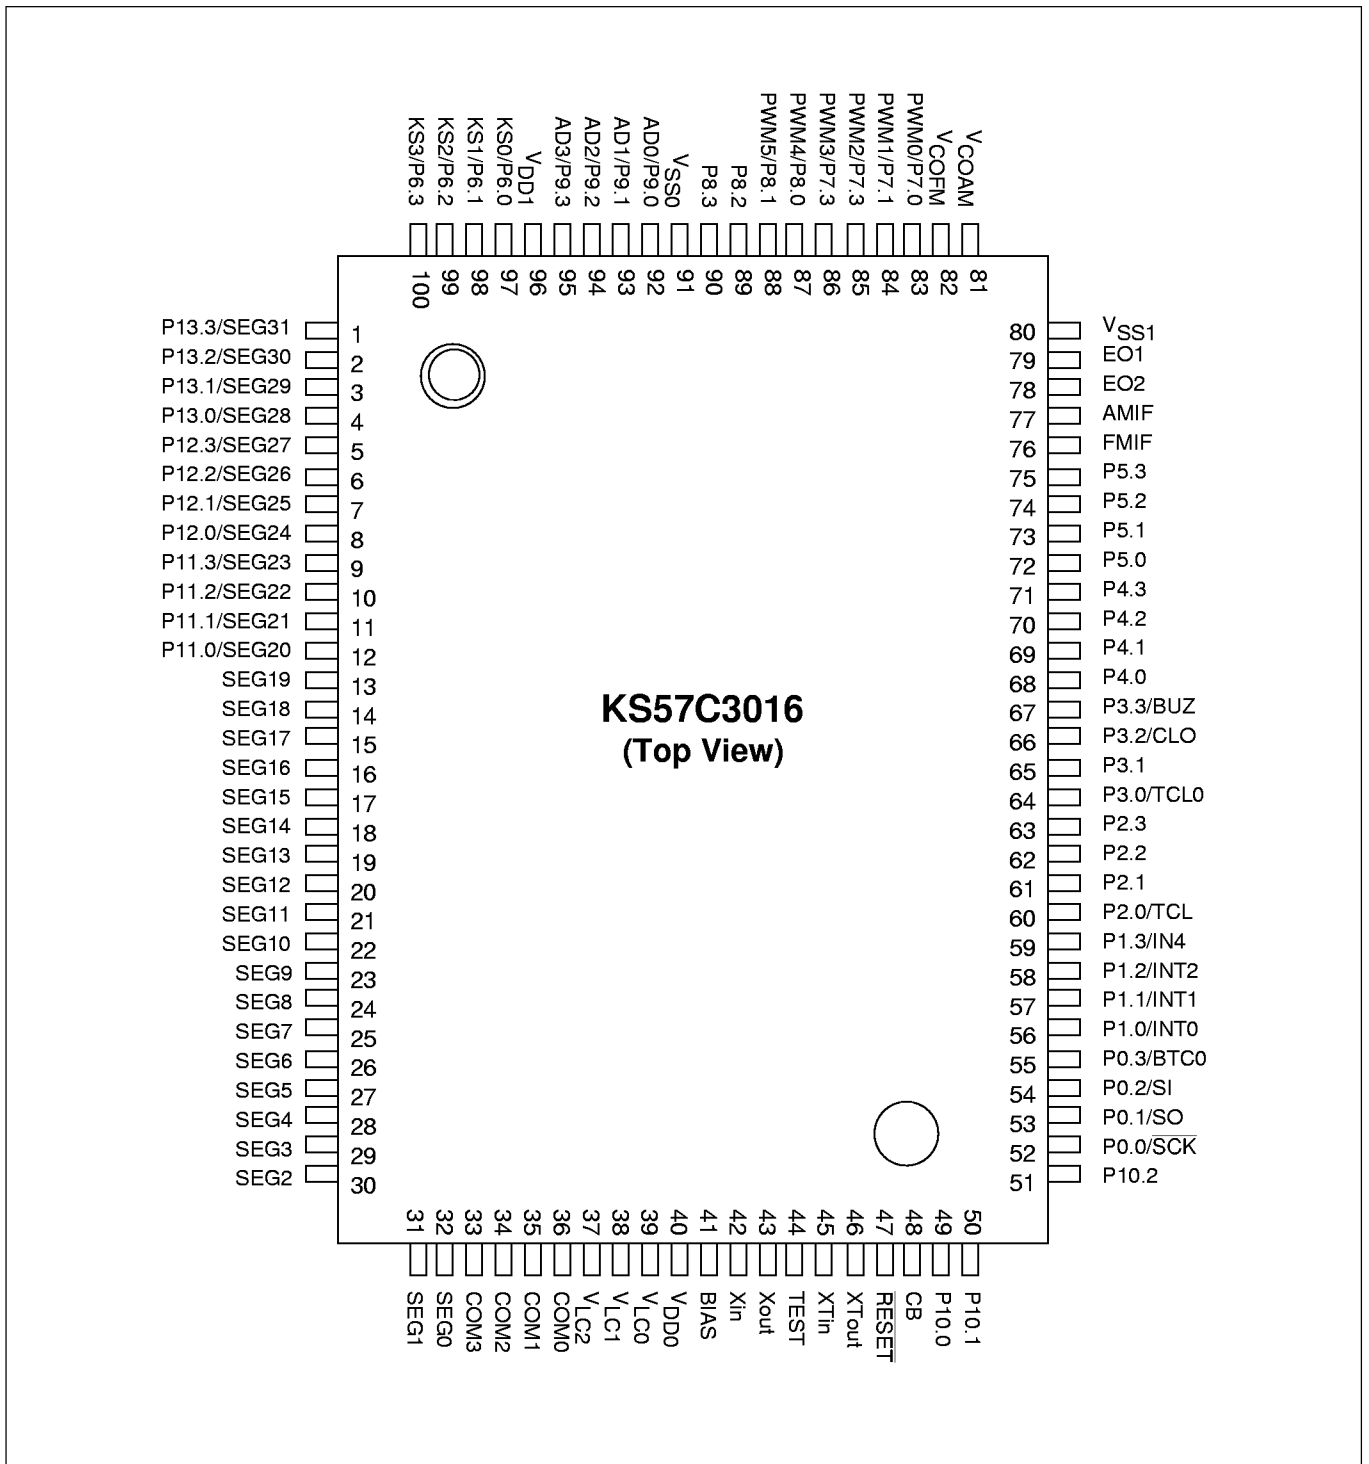 KS3/P6.3
KS2/P6.2
KS1/P6.1
KS0/P6.0
VDD1
AD3/P9.3
AD2/P9.2
AD1/P9.1
AD0/P9.0
VSS0
P8.3
P8.2
PWM5/P8.1
PWM4/P8.0
PWM3/P7.3
PWM2/P7.3
PWM1/P7.1
PWM0/P7.0
VCOFM
VCOAM
100 99 98 97 96 95 94 93 92 91 90 89 88 87 86 85 84 83 82 81
P13.3/SEG31 1
P13.2/SEG30 2
P13.1/SEG29 3
P13.0/SEG28 4
P12.3/SEG27 5
P12.2/SEG26 6
P12.1/SEG25 7
P12.0/SEG24 8
P11.3/SEG23 9
P11.2/SEG22 10
P11.1/SEG21 11
P11.0/SEG20 12
SEG19 13
SEG18 14
SEG17 15
SEG16 16
SEG15 17
SEG14 18
SEG13 19
SEG12 20
SEG11 21
SEG10 22
SEG9 23
SEG8 24
SEG7 25
SEG6 26
SEG5 27
SEG4 28
SEG3 29
SEG2 30
KS57C3016
(Top View)
80 VSS1
79 EO1
78 EO2
77 AMIF
76 FMIF
75 P5.3
74 P5.2
73 P5.1
72 P5.0
71 P4.3
70 P4.2
69 P4.1
68 P4.0
67 P3.3/BUZ
66 P3.2/CLO
65 P3.1
64 P3.0/TCL0
63 P2.3
62 P2.2
61 P2.1
60 P2.0/TCL
59 P1.3/IN4
58 P1.2/INT2
57 P1.1/INT1
56 P1.0/INT0
55 P0.3/BTC0
54 P0.2/SI
53 P0.1/SO
52 P0.0/SCK
51 P10.2
31 32 33 34 35 36 37 38 39 40 41 42 43 44 45 46 47 48 49 50
SEG1
SEG0
COM3
COM2
COM1
COM0
VLC2
VLC1
VLC0
VDD0
BIAS
Xin
Xout
TEST
XTin
XTout
RESET
CB
P10.0
P10.1